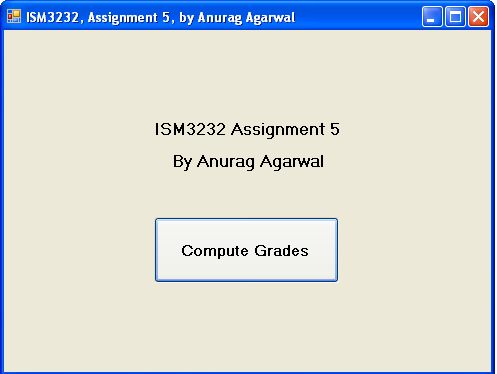 ISM3232, Assignment 5, by Anurag Agarwal
ISM3232 Assignment 5
By Anurag Agarwal
Compute Grades